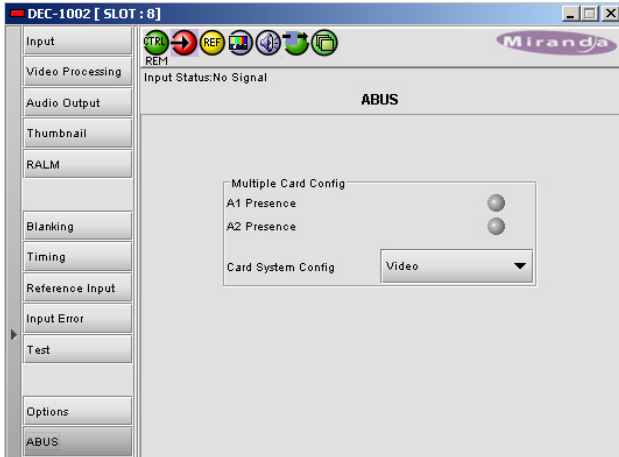 DEC-1002 [ SLOT : 8]
Input
Video Processing
Audio Output
Thumbnail
RALM
Blanking
Timing
Reference Input
Input Error
Test
Options
ABUS
CTRL
REF
REM
Miranda
Input Status:No Signal
ABUS
Multiple Card Config
A1 Presence
A2 Presence
Card System Config
Video